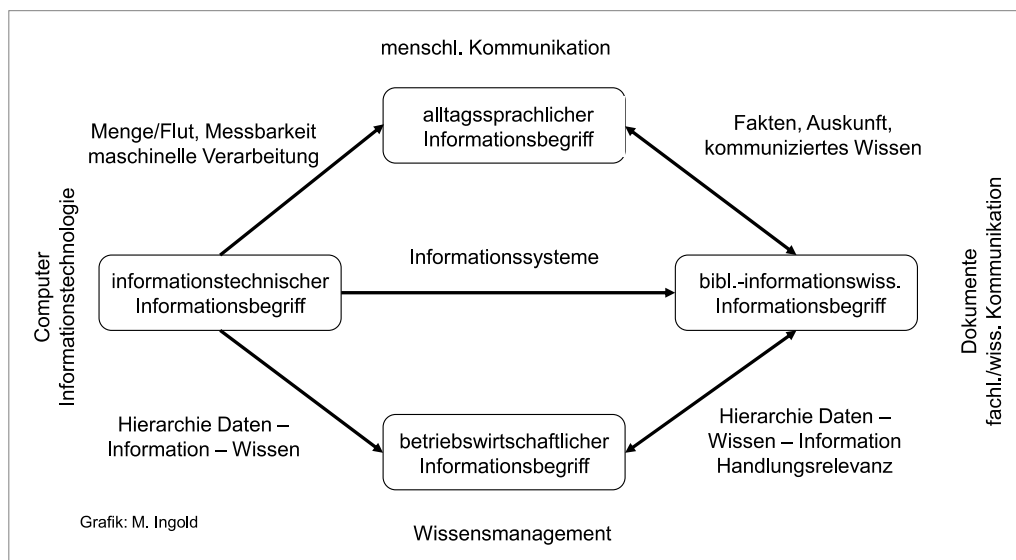 menschl. Kommunikation
alltagssprachlicher
Informationsbegriff
Menge/Flut, Messbarkeit
maschinelle Verarbeitung
Fakten, Auskunft,
kommuniziertes Wissen
Computer
Informationstechnologie
informationstechnischer
Informationsbegriff
Informationssysteme
bibl.-informationswiss.
Informationsbegriff
Dokumente
fachl./wiss. Kommunikation
Hierarchie Daten –
Information – Wissen
betriebswirtschaftlicher
Informationsbegriff
Hierarchie Daten –
Wissen – Information
Handlungsrelevanz
Grafik: M. Ingold
Wissensmanagement